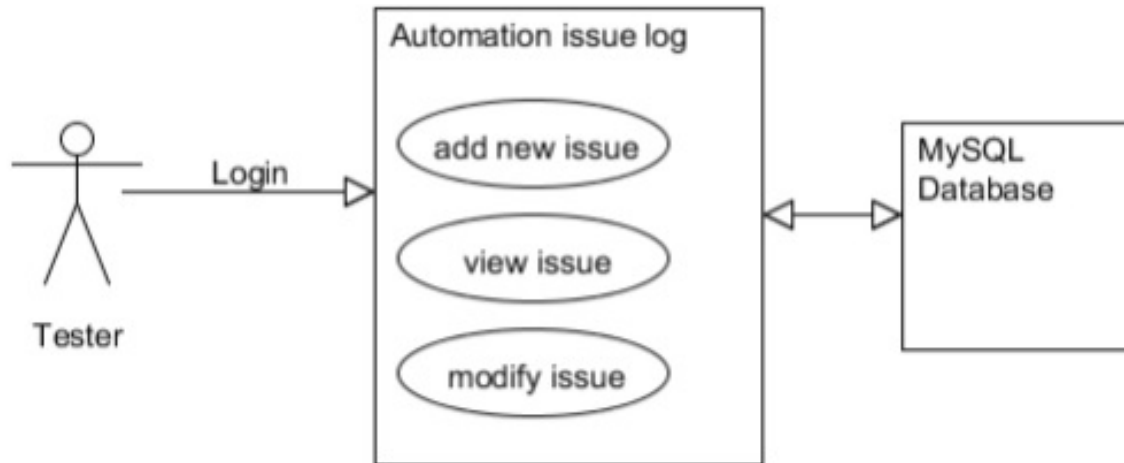 Automation issue log
add new issue
Login
view issue
modify issue
Tester
MySQL
Database